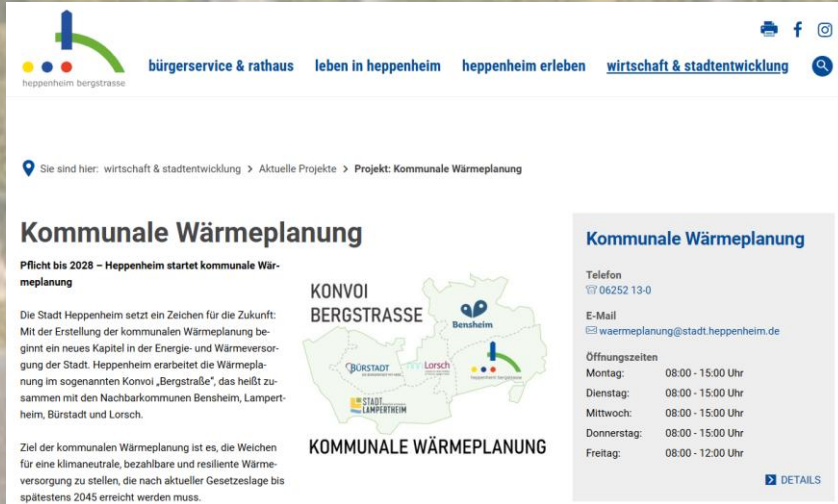 heppenheim bergstrasse
bürgerservice & rathaus leben in heppenheim heppenheim erleben wirtschaft & stadtentwicklung
Sie sind hier: wirtschaft & stadtentwicklung > Aktuelle Projekte > Projekt: Kommunale Wärmeplanung
Kommunale Wärmeplanung
Pflicht bis 2028 – Heppenheim startet kommunale Wär-
meplanung
Die Stadt Heppenheim setzt ein Zeichen für die Zukunft:
Mit der Erstellung der kommunalen Wärmeplanung be-
ginnt ein neues Kapitel in der Energie- und Wärmeversor-
gung der Stadt. Heppenheim erarbeitet die Wärmepla-
nung im sogenannten Konvoi „Bergstraße“, das heißt zu-
sammen mit den Nachbarkommunen Bensheim, Lampert-
heim, Bürstadt und Lorsch.
Ziel der kommunalen Wärmeplanung ist es, die Weichen
für eine klimaneutrale, bezahlbare und resiliente Wärme-
versorgung zu stellen, die nach aktueller Gesetzeslage bis
spätestens 2045 erreicht werden muss.
KONVOI
BERGSTRASSE
Bensheim
BÜRSTADT
Lorsch
heppenheim bergstrasse
STADT
LAMPERTHEIM
KOMMUNALE WÄRMEPLANUNG
Kommunale Wärmeplanung
Telefon
06252 13-0
E-Mail
waermeplanung@stadt.heppenheim.de
Öffnungszeiten
Montag: 08:00 - 15:00 Uhr
Dienstag: 08:00 - 15:00 Uhr
Mittwoch: 08:00 - 15:00 Uhr
Donnerstag: 08:00 - 15:00 Uhr
Freitag: 08:00 - 12:00 Uhr
DETAILS